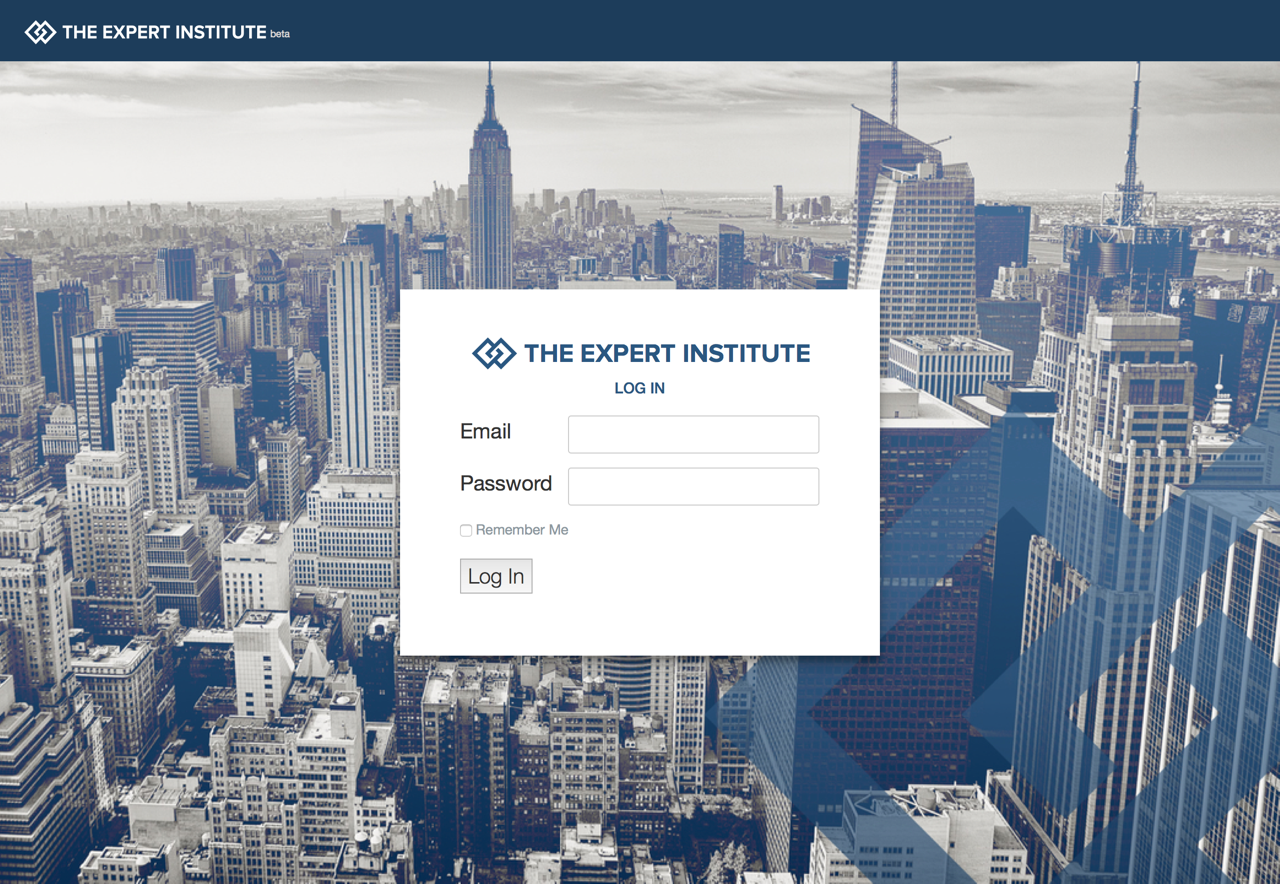 THE EXPERT INSTITUTE beta
THE EXPERT INSTITUTE
LOG IN
Email
Password
Remember Me
Log In